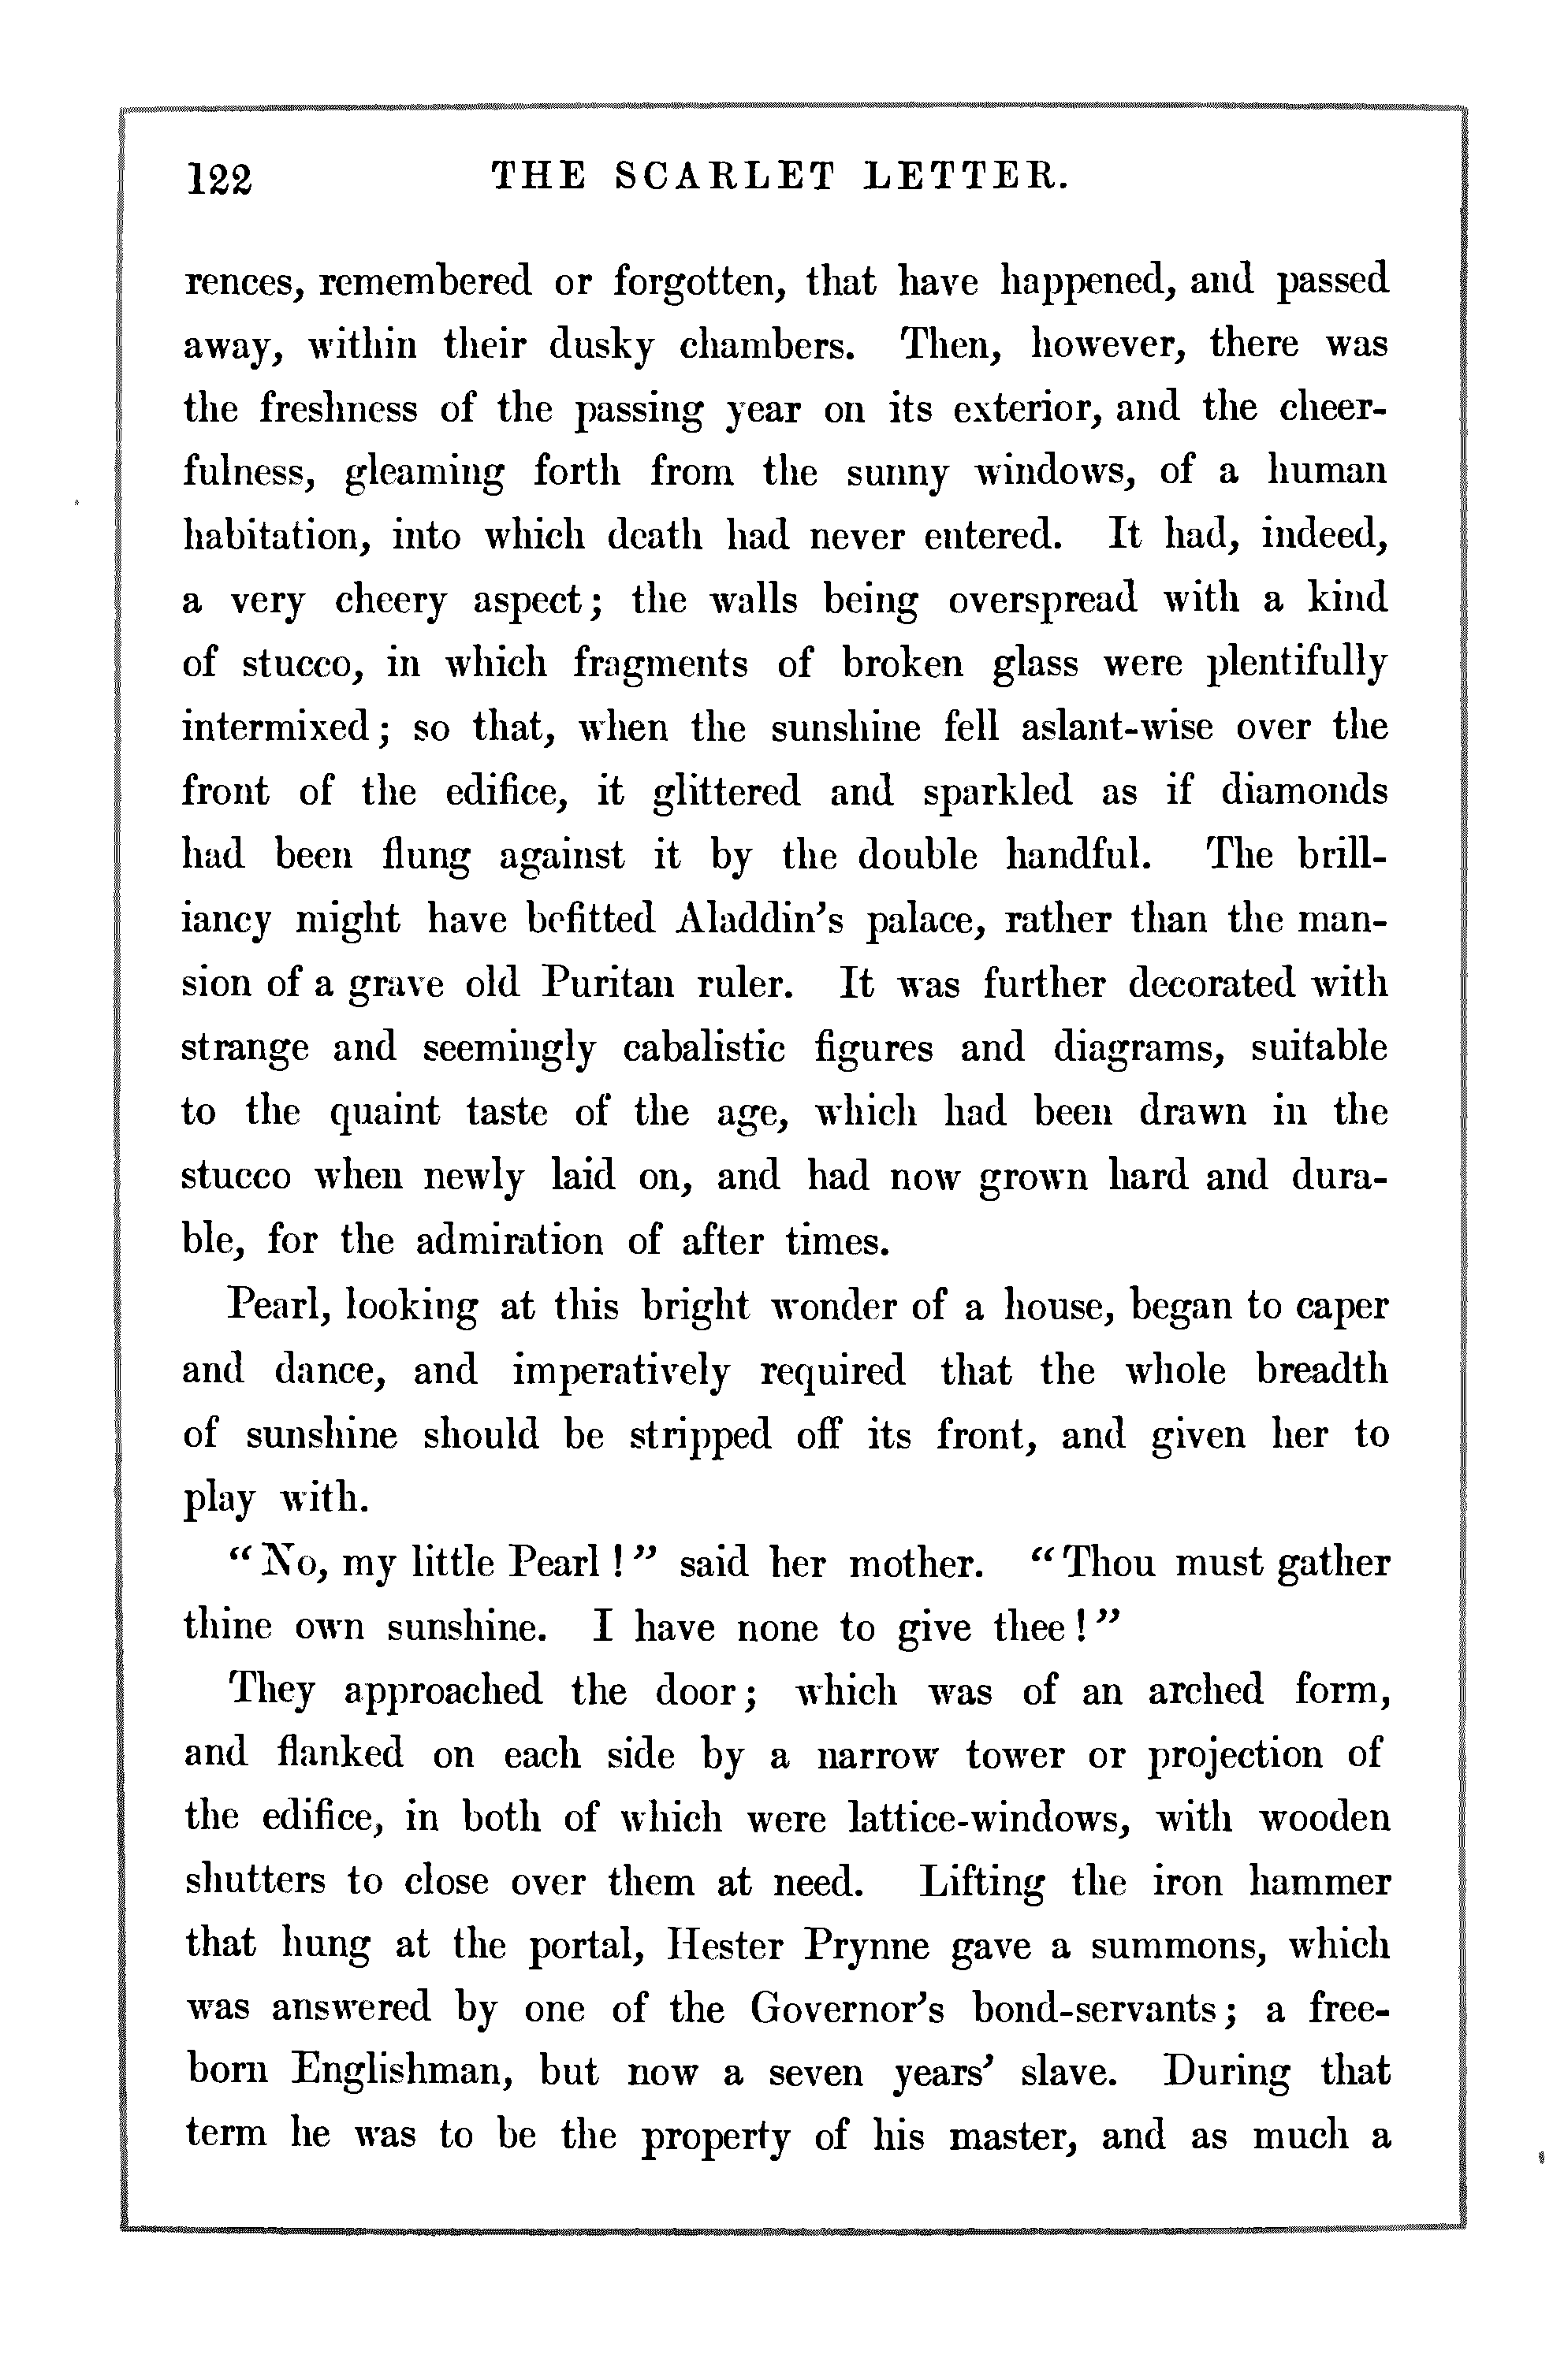 122 THE SCARLET LETTER.
rences, remembered or forgotten, that have happened, and passed
away, within their dusky chambers. Then, however, there was
the freshness of the passing year on its exterior, and the cheer-
fulness, gleaming forth from the sunny windows, of a human
habitation, into which death had never entered. It had, indeed,
a very cheery aspect; the walls being overspread with a kind
of stucco, in which fragments of broken glass were plentifully
intermixed; so that, when the sunshine fell aslant-wise over the
front of the edifice, it glittered and sparkled as if diamonds
had been flung against it by the double handful. The brill-
iancy might have befitted Aladdin's palace, rather than the man-
sion of a grave old Puritan ruler. It was further decorated with
strange and seemingly cabalistic figures and diagrams, suitable
to the quaint taste of the age, which had been drawn in the
stucco when newly laid on, and had now grown hard and dura-
ble, for the admiration of after times.
Pearl, looking at this bright wonder of a house, began to caper
and dance, and imperatively required that the whole breadth
of sunshine should be stripped off its front, and given her to
play with.
"No, my little Pearl!" said her mother. "Thou must gather
thine own sunshine. I have none to give thee!"
They approached the door; which was of an arched form,
and flanked on each side by a narrow tower or projection of
the edifice, in both of which were lattice-windows, with wooden
shutters to close over them at need. Lifting the iron hammer
that hung at the portal, Hester Prynne gave a summons, which
was answered by one of the Governor's bond-servants; a free-
born Englishman, but now a seven years' slave. During that
term he was to be the property of his master, and as much a